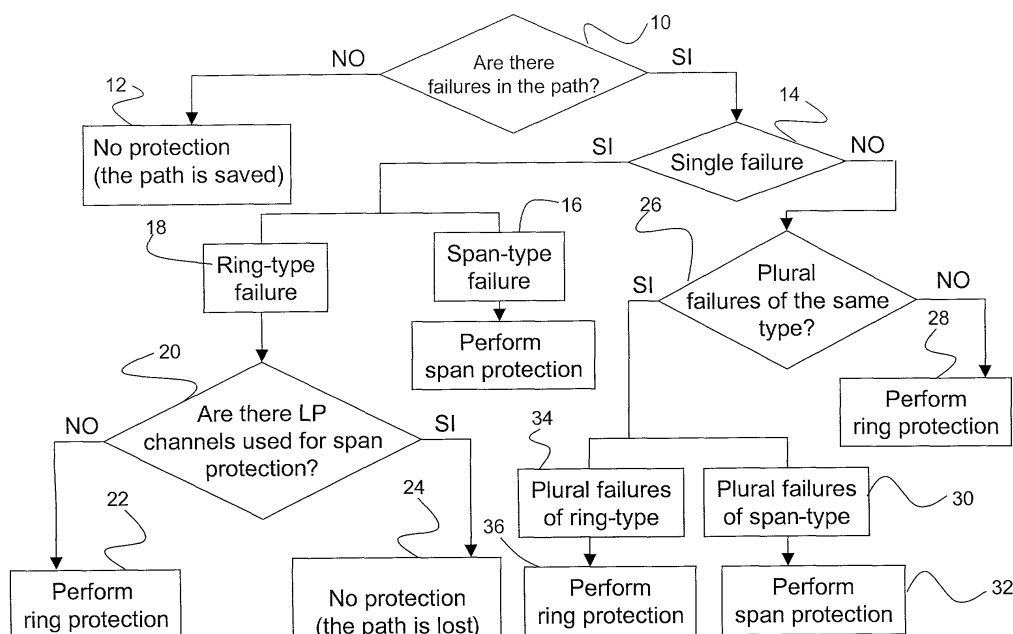 10
Are there
failures in the path?
NO
SI
12
No protection
(the path is saved)
14
Single failure
SI
NO
16
Span-type
failure
18
Ring-type
failure
Perform
span protection
26
Plural
failures of the same
type?
SI
NO
28
Perform
ring protection
20
Are there LP
channels used for span
protection?
NO
SI
22
Perform
ring protection
24
No protection
(the path is lost)
34
Plural failures
of ring-type
30
Plural failures
of span-type
36
Perform
ring protection
32
Perform
span protection